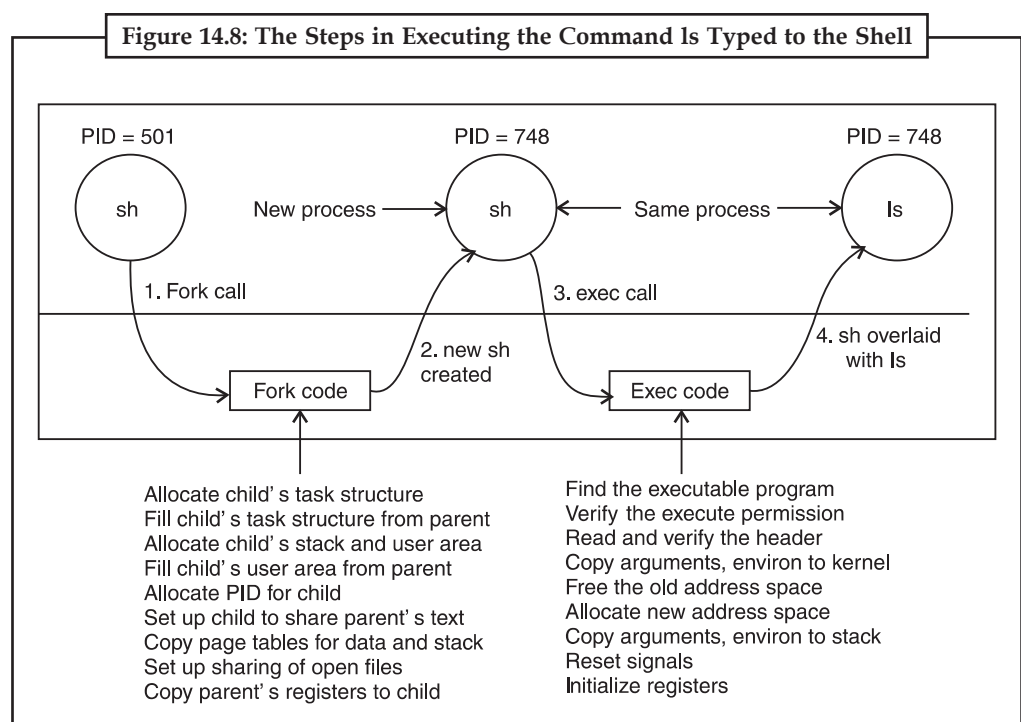 Figure 14.8: The Steps in Executing the Command ls Typed to the Shell
PID = 501
PID = 748
PID = 748
sh
New process
sh
Same process
ls
1. Fork call
3. exec call
2. new sh
created
4. sh overlaid
with ls
Fork code
Exec code
Allocate child's task structure
Fill child's task structure from parent
Allocate child's stack and user area
Fill child's user area from parent
Allocate PID for child
Set up child to share parent's text
Copy page tables for data and stack
Set up sharing of open files
Copy parent's registers to child
Find the executable program
Verify the execute permission
Read and verify the header
Copy arguments, environ to kernel
Free the old address space
Allocate new address space
Copy arguments, environ to stack
Reset signals
Initialize registers